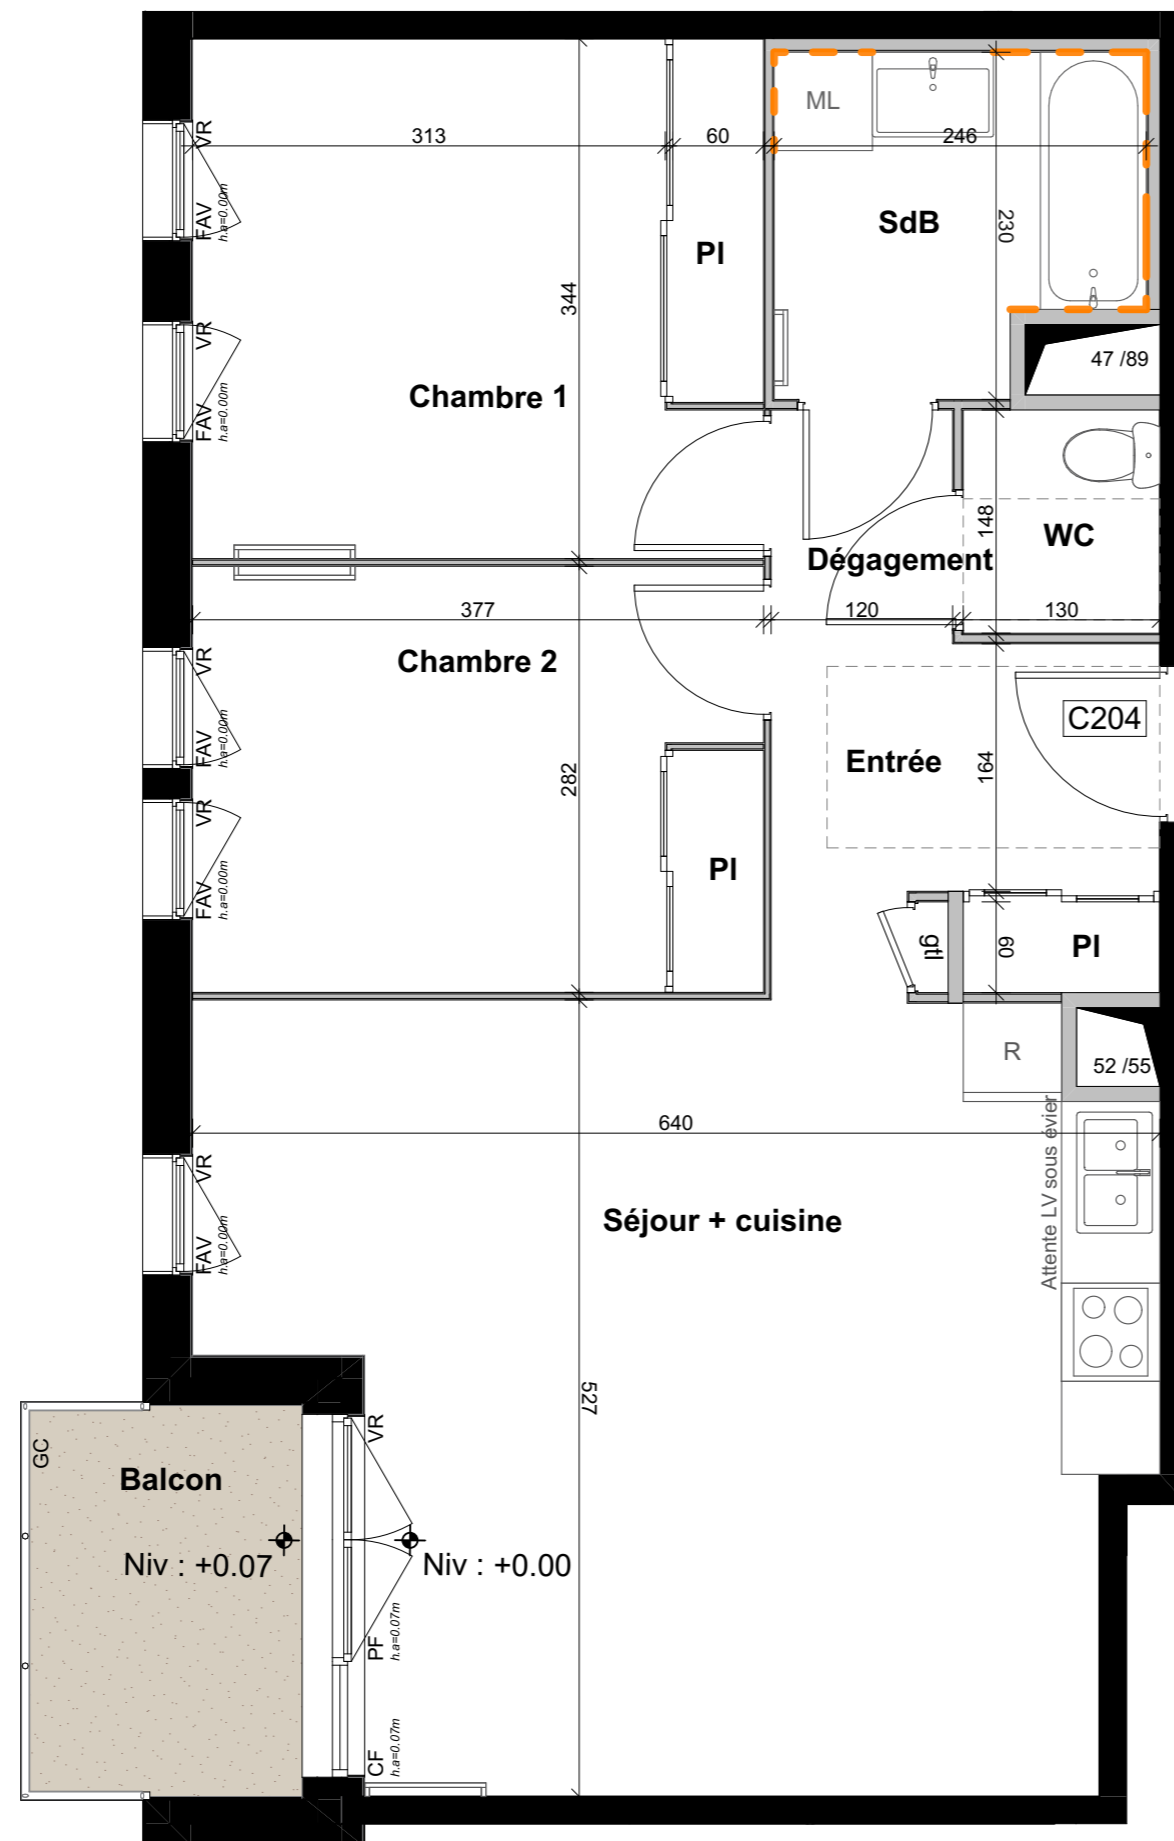 ML
VR
313
60
246
FAV
h.a=0.00m
SdB
230
Pl
344
VR
47 /89
Chambre 1
FAV
h.a=0.00m
148
WC
Dégagement
377
120
130
Chambre 2
VR
C204
FAV
h.a=0.00m
Entrée
164
282
VR
Pl
FAV
h.a=0.00m
gtl
60
Pl
R
52 /55
640
Attente LV sous évier
VR
Séjour + cuisine
FAV
h.a=0.00m
527
VR
GC
Balcon
Niv : +0.07
Niv : +0.00
PF
h.a=0.07m
CF
h.a=0.07m